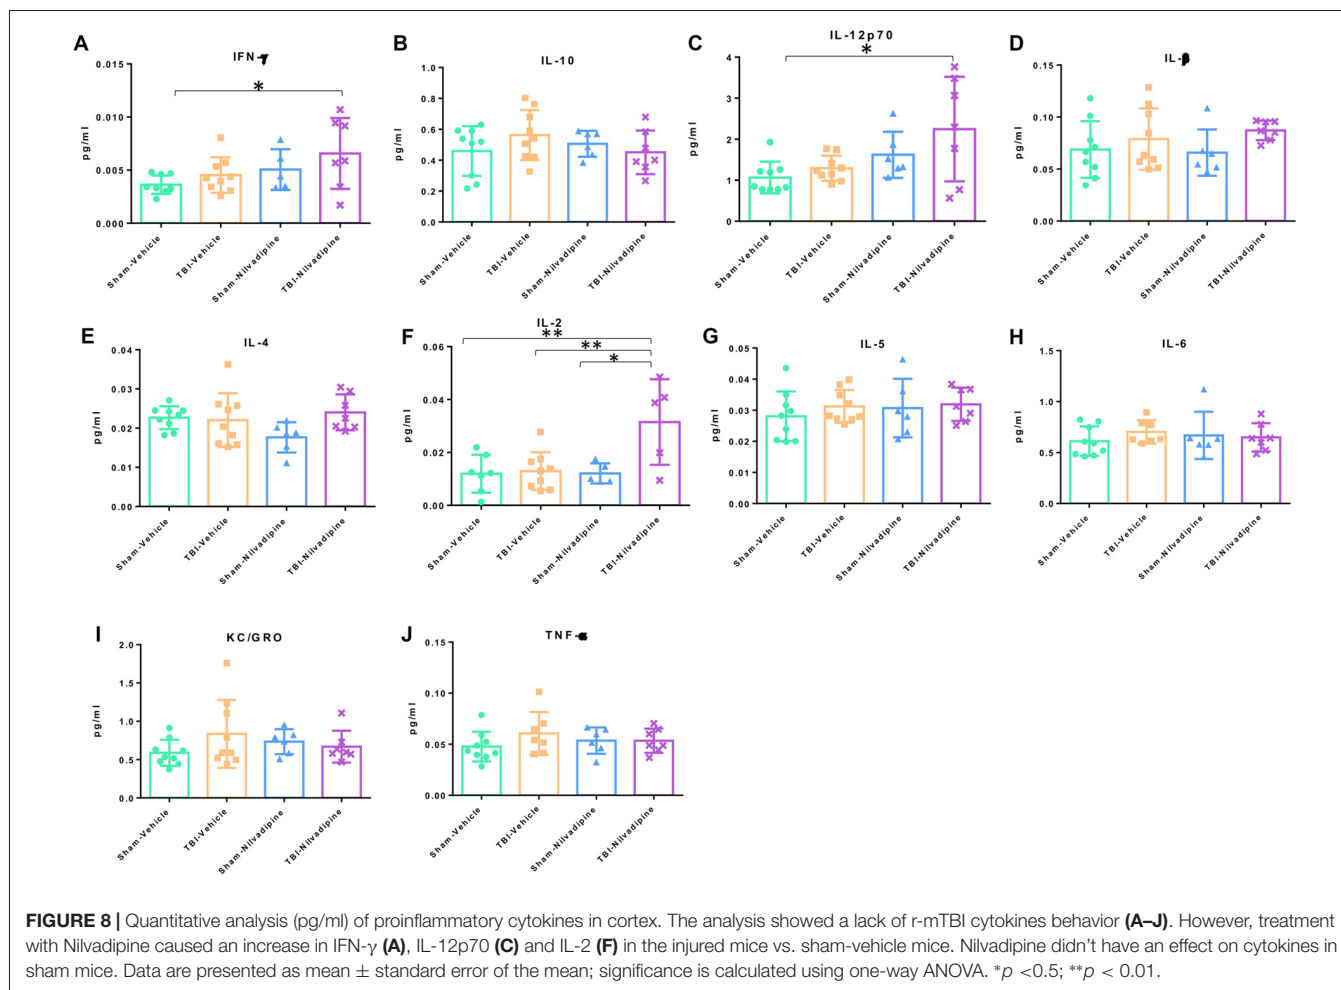 A
IFN-γ
*
pg/ml
0.015
0.010
0.005
0.000
Sham-Vehicle
TBI-Vehicle
Sham-Nilvadipine
TBI-Nilvadipine
B
IL-10
pg/ml
1.0
0.8
0.6
0.4
0.2
0.0
Sham-Vehicle
TBI-Vehicle
Sham-Nilvadipine
TBI-Nilvadipine
C
IL-12p70
*
pg/ml
4
3
2
1
0
Sham-Vehicle
TBI-Vehicle
Sham-Nilvadipine
TBI-Nilvadipine
D
IL-β
pg/ml
0.15
0.10
0.05
0.00
Sham-Vehicle
TBI-Vehicle
Sham-Nilvadipine
TBI-Nilvadipine
E
IL-4
pg/ml
0.04
0.03
0.02
0.01
0.00
Sham-Vehicle
TBI-Vehicle
Sham-Nilvadipine
TBI-Nilvadipine
F
IL-2
**
**
*
pg/ml
0.06
0.04
0.02
0.00
Sham-Vehicle
TBI-Vehicle
Sham-Nilvadipine
TBI-Nilvadipine
G
IL-5
pg/ml
0.05
0.04
0.03
0.02
0.01
0.00
Sham-Vehicle
TBI-Vehicle
Sham-Nilvadipine
TBI-Nilvadipine
H
IL-6
pg/ml
1.5
1.0
0.5
0.0
Sham-Vehicle
TBI-Vehicle
Sham-Nilvadipine
TBI-Nilvadipine
I
KC/GRO
pg/ml
2.0
1.5
1.0
0.5
0.0
Sham-Vehicle
TBI-Vehicle
Sham-Nilvadipine
TBI-Nilvadipine
J
TNF-α
pg/ml
0.15
0.10
0.05
0.00
Sham-Vehicle
TBI-Vehicle
Sham-Nilvadipine
TBI-Nilvadipine
FIGURE 8 | Quantitative analysis (pg/ml) of proinflammatory cytokines in cortex. The analysis showed a lack of r-mTBI cytokines behavior (A–J). However, treatment
with Nilvadipine caused an increase in IFN-γ (A), IL-12p70 (C) and IL-2 (F) in the injured mice vs. sham-vehicle mice. Nilvadipine didn't have an effect on cytokines in
sham mice. Data are presented as mean ± standard error of the mean; significance is calculated using one-way ANOVA. *p <0.5; **p < 0.01.